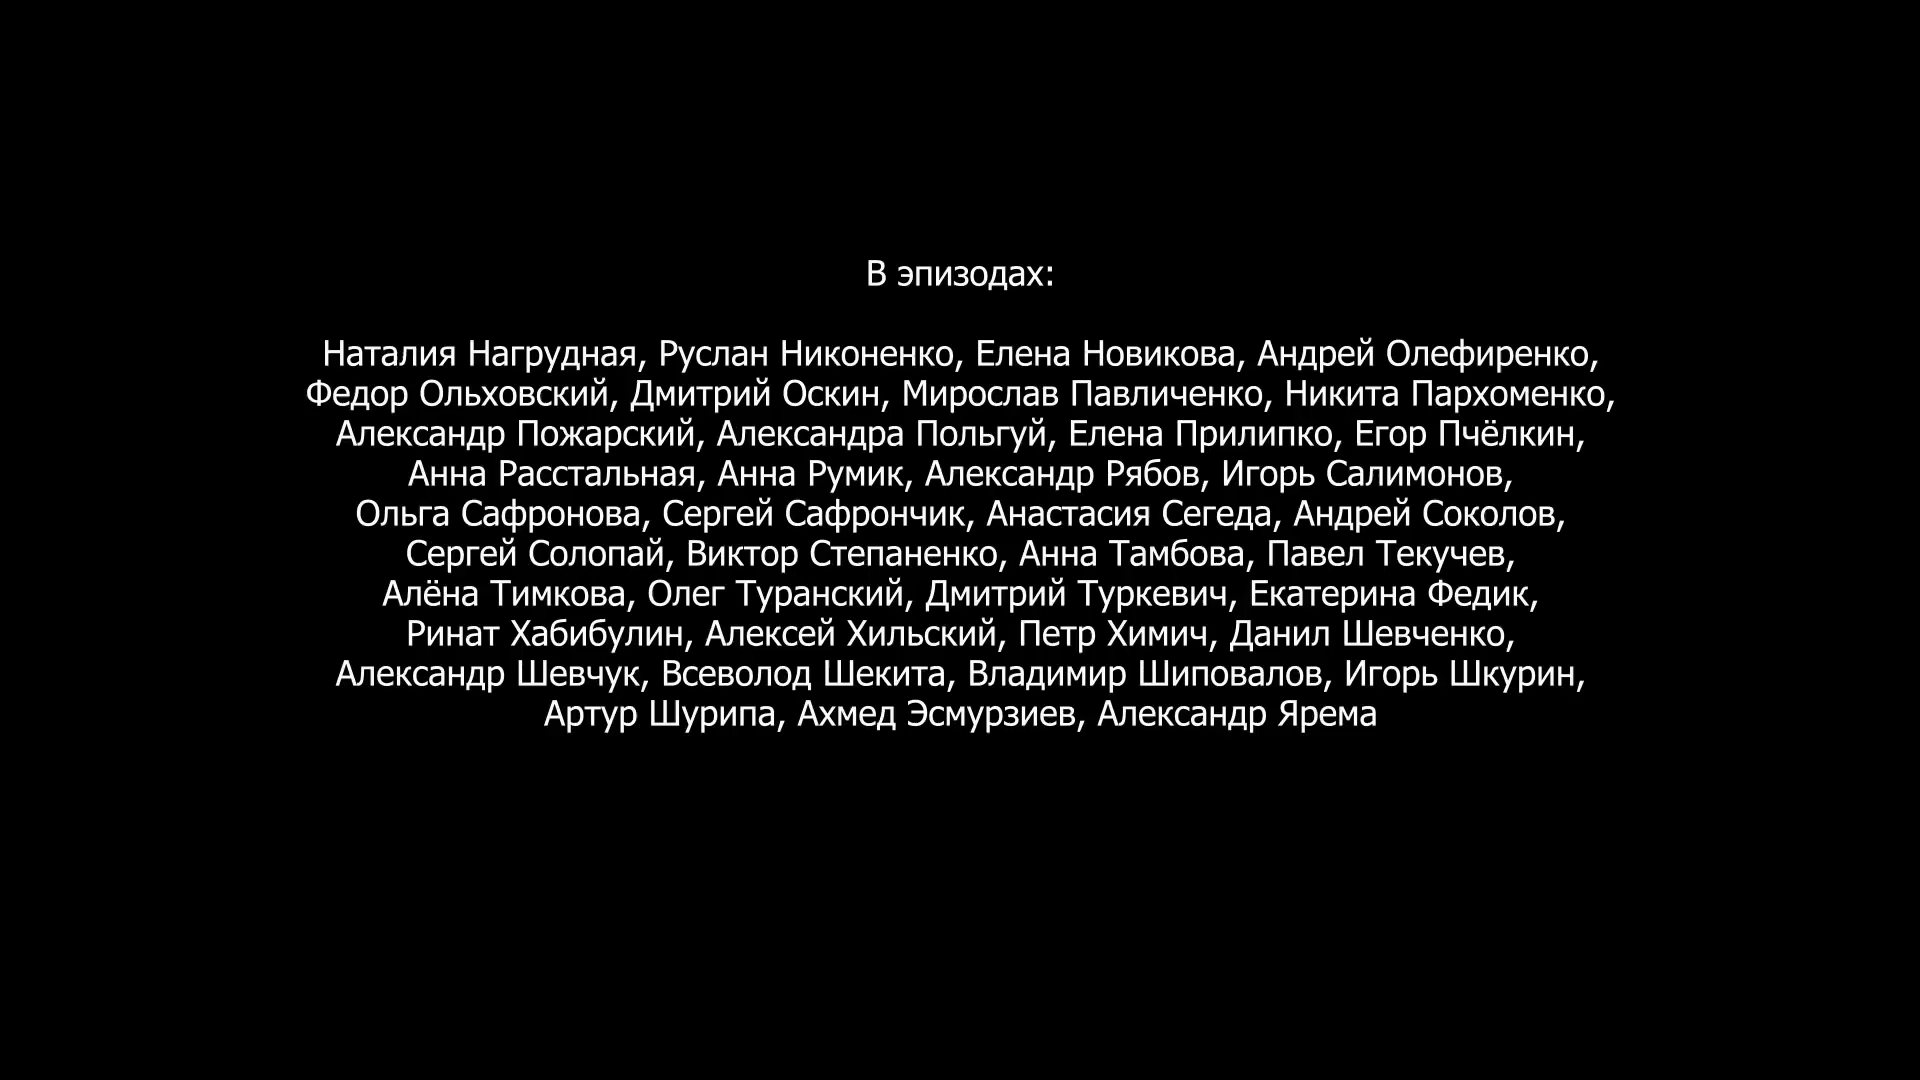 В эпизодах:
Наталия Нагрудная, Руслан Никоненко, Елена Новикова, Андрей Олефиренко,
Федор Ольховский, Дмитрий Оскин, Мирослав Павличенко, Никита Пархоменко,
Александр Пожарский, Александра Польгуй, Елена Прилипко, Егор Пчёлкин,
Анна Расстальная, Анна Румик, Александр Рябов, Игорь Салимонов,
Ольга Сафронова, Сергей Сафрончик, Анастасия Сегеда, Андрей Соколов,
Сергей Солопай, Виктор Степаненко, Анна Тамбова, Павел Текучев,
Алёна Тимкова, Олег Туранский, Дмитрий Туркевич, Екатерина Федик,
Ринат Хабибулин, Алексей Хильский, Петр Химич, Данил Шевченко,
Александр Шевчук, Всеволод Шекита, Владимир Шиповалов, Игорь Шкурин,
Артур Шурипа, Ахмед Эсмурзиев, Александр Ярема